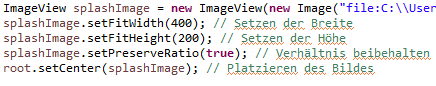 ImageView splashImage = new ImageView(new Image("file:C:\\User
splashImage.setFitWidth(400); // Setzen der Breite
splashImage.setFitHeight(200); // Setzen der Höhe
splashImage.setPreserveRatio(true); // Verhältnis beibehalten
root.setCenter(splashImage); // Platzieren des Bildes